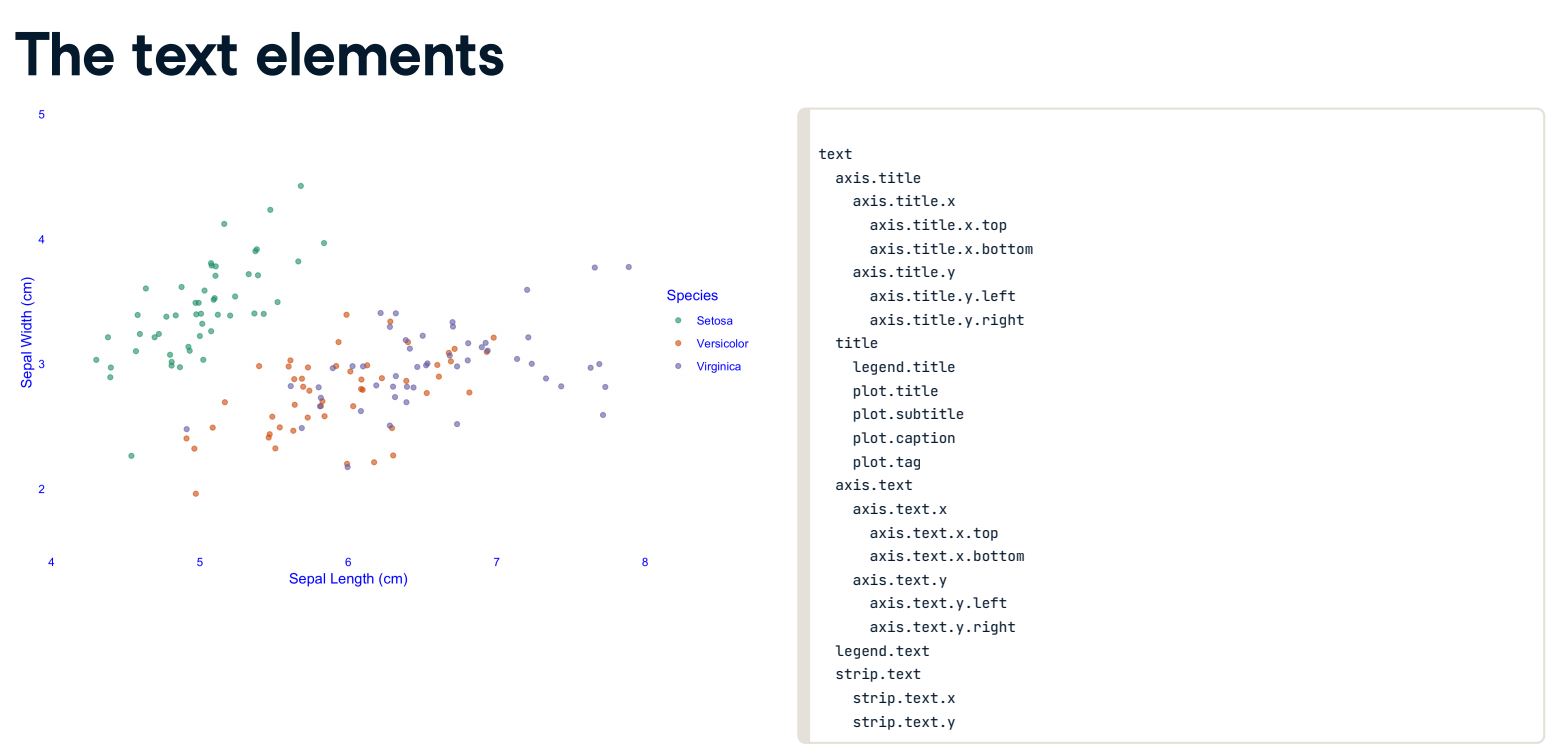 The text elements
5
4
3
2
Sepal Width (cm)
4 5 6 7 8
Sepal Length (cm)
Species
Setosa
Versicolor
Virginica
text
  axis.title
    axis.title.x
      axis.title.x.top
      axis.title.x.bottom
    axis.title.y
      axis.title.y.left
      axis.title.y.right
  title
    legend.title
    plot.title
    plot.subtitle
    plot.caption
    plot.tag
  axis.text
    axis.text.x
      axis.text.x.top
      axis.text.x.bottom
    axis.text.y
      axis.text.y.left
      axis.text.y.right
  legend.text
  strip.text
    strip.text.x
    strip.text.y